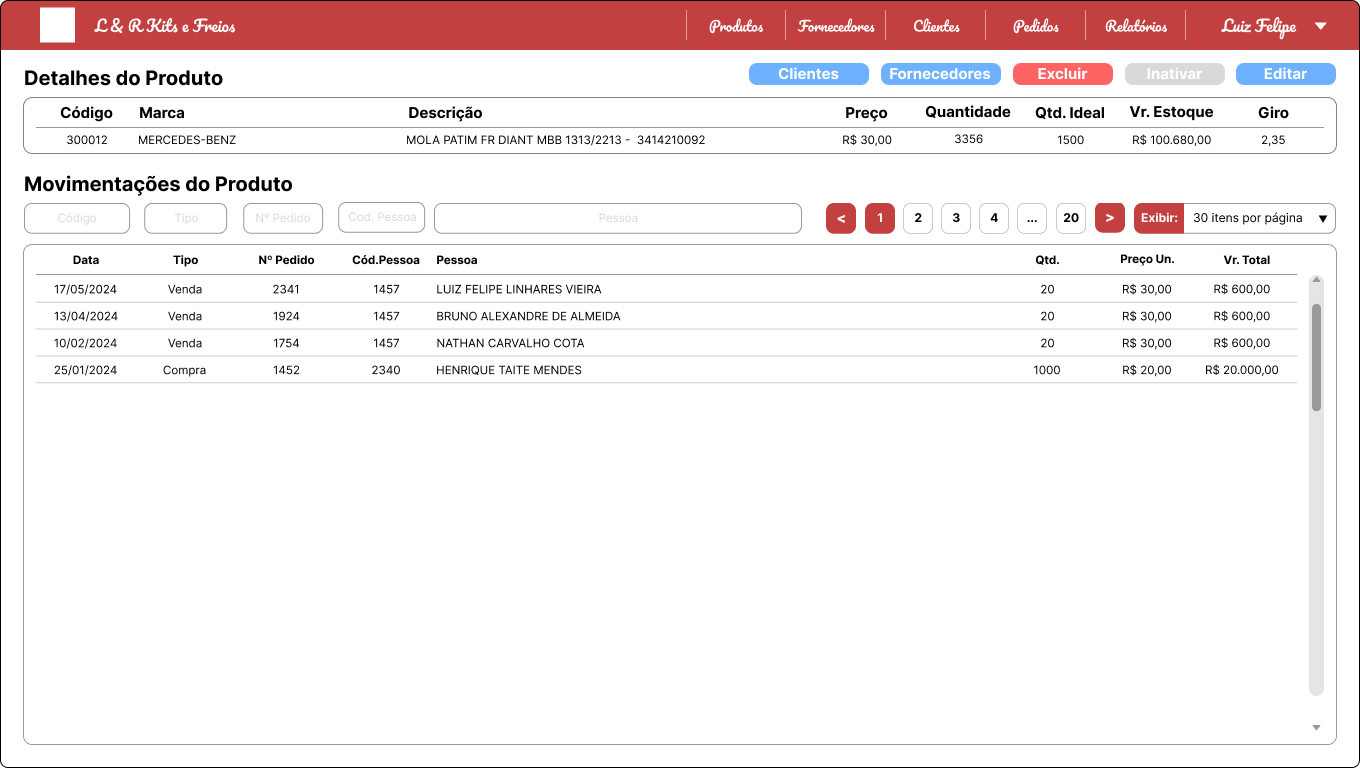 L & R Kits e Freios Produtos Fornecedores Clientes Pedidos Relatórios Luiz Felipe
Detalhes do Produto Clientes Fornecedores Excluir Inativar Editar
Código Marca Descrição Preço Quantidade Qtd. Ideal Vr. Estoque Giro
300012 MERCEDES-BENZ MOLA PATIM FR DIANT MBB 1313/2213 - 3414210092 R$ 30,00 3356 1500 R$ 100.680,00 2,35
Movimentações do Produto
Código Tipo Nº Pedido Cod. Pessoa Pessoa < 1 2 3 4 ... 20 > Exibir: 30 itens por página
Data Tipo Nº Pedido Cód.Pessoa Pessoa Qtd. Preço Un. Vr. Total
17/05/2024 Venda 2341 1457 LUIZ FELIPE LINHARES VIEIRA 20 R$ 30,00 R$ 600,00
13/04/2024 Venda 1924 1457 BRUNO ALEXANDRE DE ALMEIDA 20 R$ 30,00 R$ 600,00
10/02/2024 Venda 1754 1457 NATHAN CARVALHO COTA 20 R$ 30,00 R$ 600,00
25/01/2024 Compra 1452 2340 HENRIQUE TAITE MENDES 1000 R$ 20,00 R$ 20.000,00